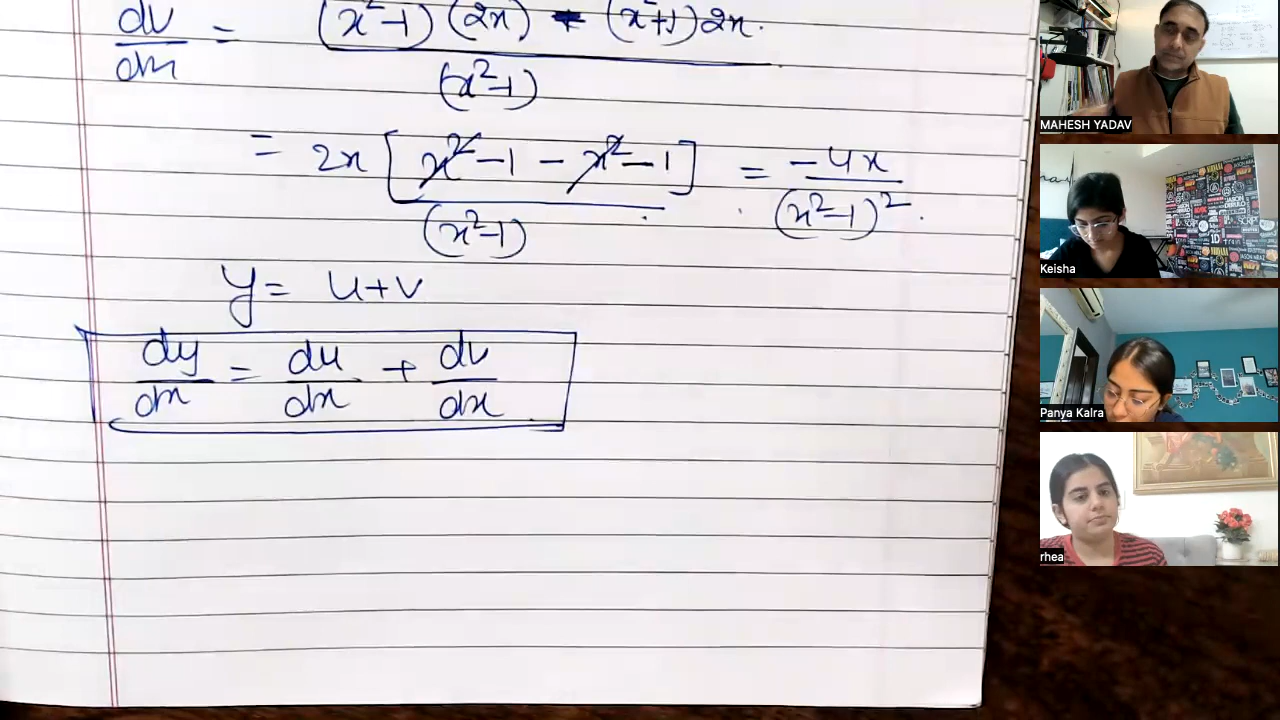 dv/dx = (x²-1)(2x) - (x²+1)2x.
(x²-1)
= 2x [x²-1-x²-1] = -4x
(x²-1) (x²-1)².
y = u+v
dy/dx = du/dx + dv/dx
MAHESH YADAV
Keisha
Panya Kalra
rhea